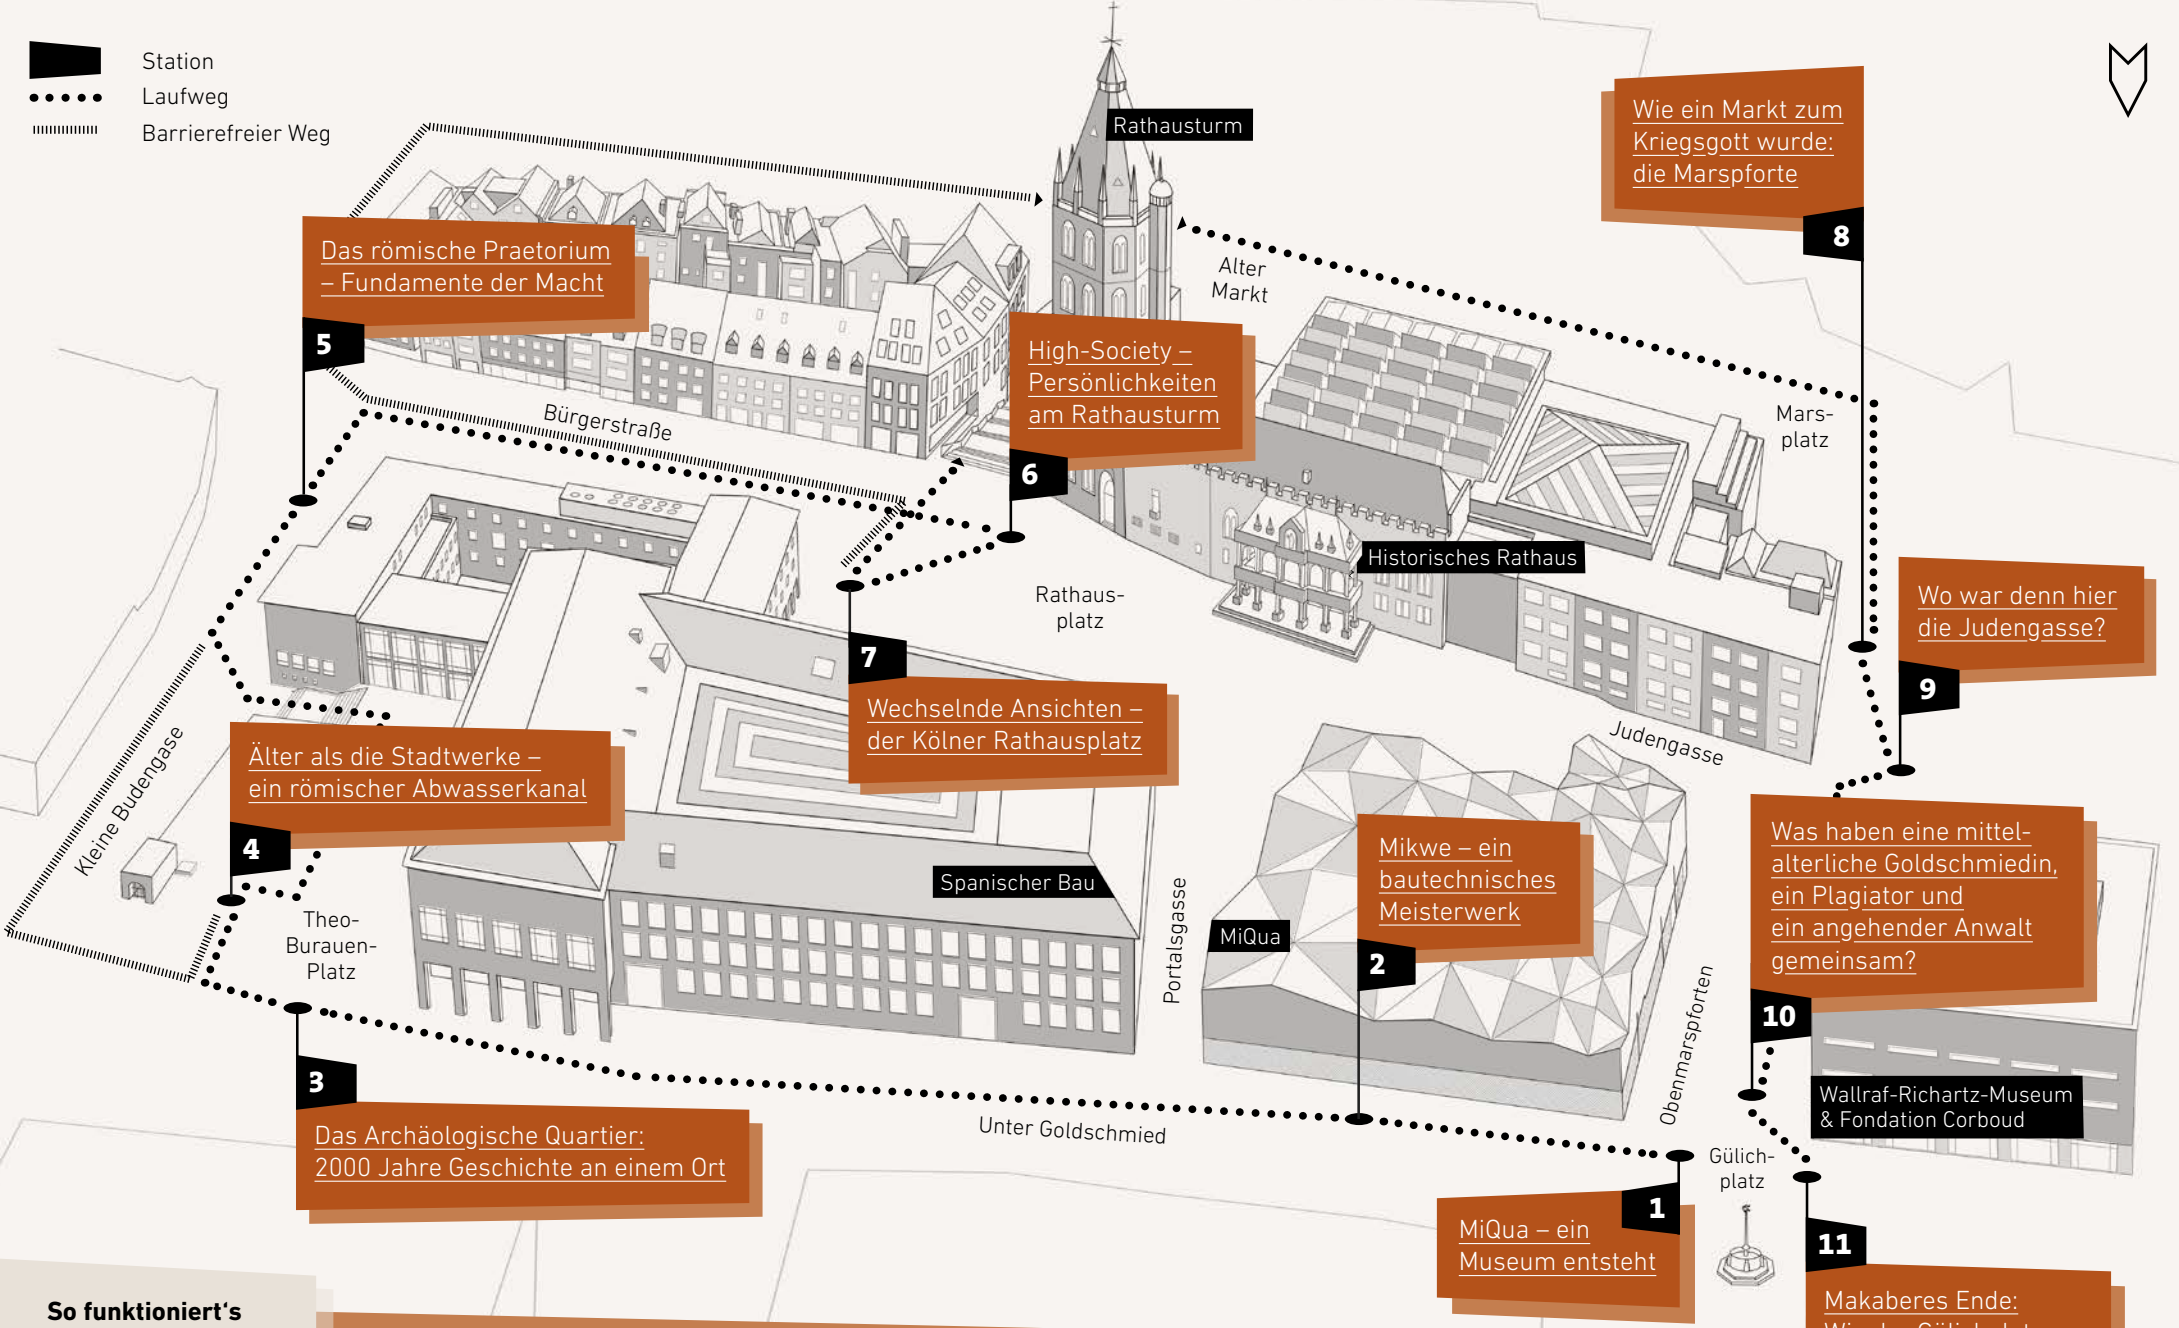 Station
Laufweg
Barrierefreier Weg
Rathausturm
Wie ein Markt zum
Kriegsgott wurde:
die Marspforte
8
Das römische Praetorium
– Fundamente der Macht
5
Alter
Markt
High-Society –
Persönlichkeiten
am Rathausturm
6
Bürgerstraße
Mars-
platz
Historisches Rathaus
Rathaus-
platz
Wo war denn hier
die Judengasse?
9
7
Wechselnde Ansichten –
der Kölner Rathausplatz
Judengasse
Kleine Budengase
Älter als die Stadtwerke –
ein römischer Abwasserkanal
4
Theo-
Burauen-
Platz
Spanischer Bau
Portalsgasse
MiQua
Mikwe – ein
bautechnisches
Meisterwerk
2
Obenmarspforten
Was haben eine mittel-
alterliche Goldschmiedin,
ein Plagiator und
ein angehender Anwalt
gemeinsam?
10
Wallraf-Richartz-Museum
& Fondation Corboud
3
Das Archäologische Quartier:
2000 Jahre Geschichte an einem Ort
Unter Goldschmied
Gülich-
platz
1
MiQua – ein
Museum entsteht
11
Makaberes Ende:
So funktioniert's